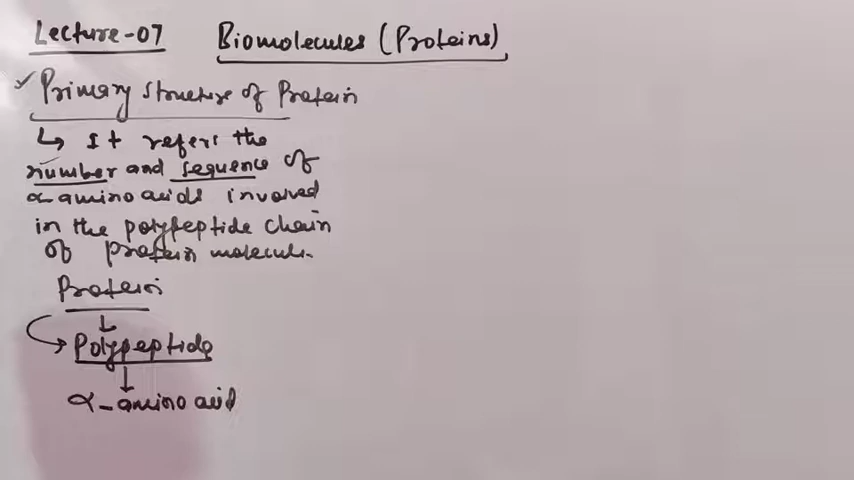 Lecture-07 Biomolecules (Proteins)
Primary structure of Protein
↳ It refers the
number and sequence of
α amino acids involved
in the polypeptide chain
of protein molecule.
Protein
↓
Polypeptide
↓
α-amino acid